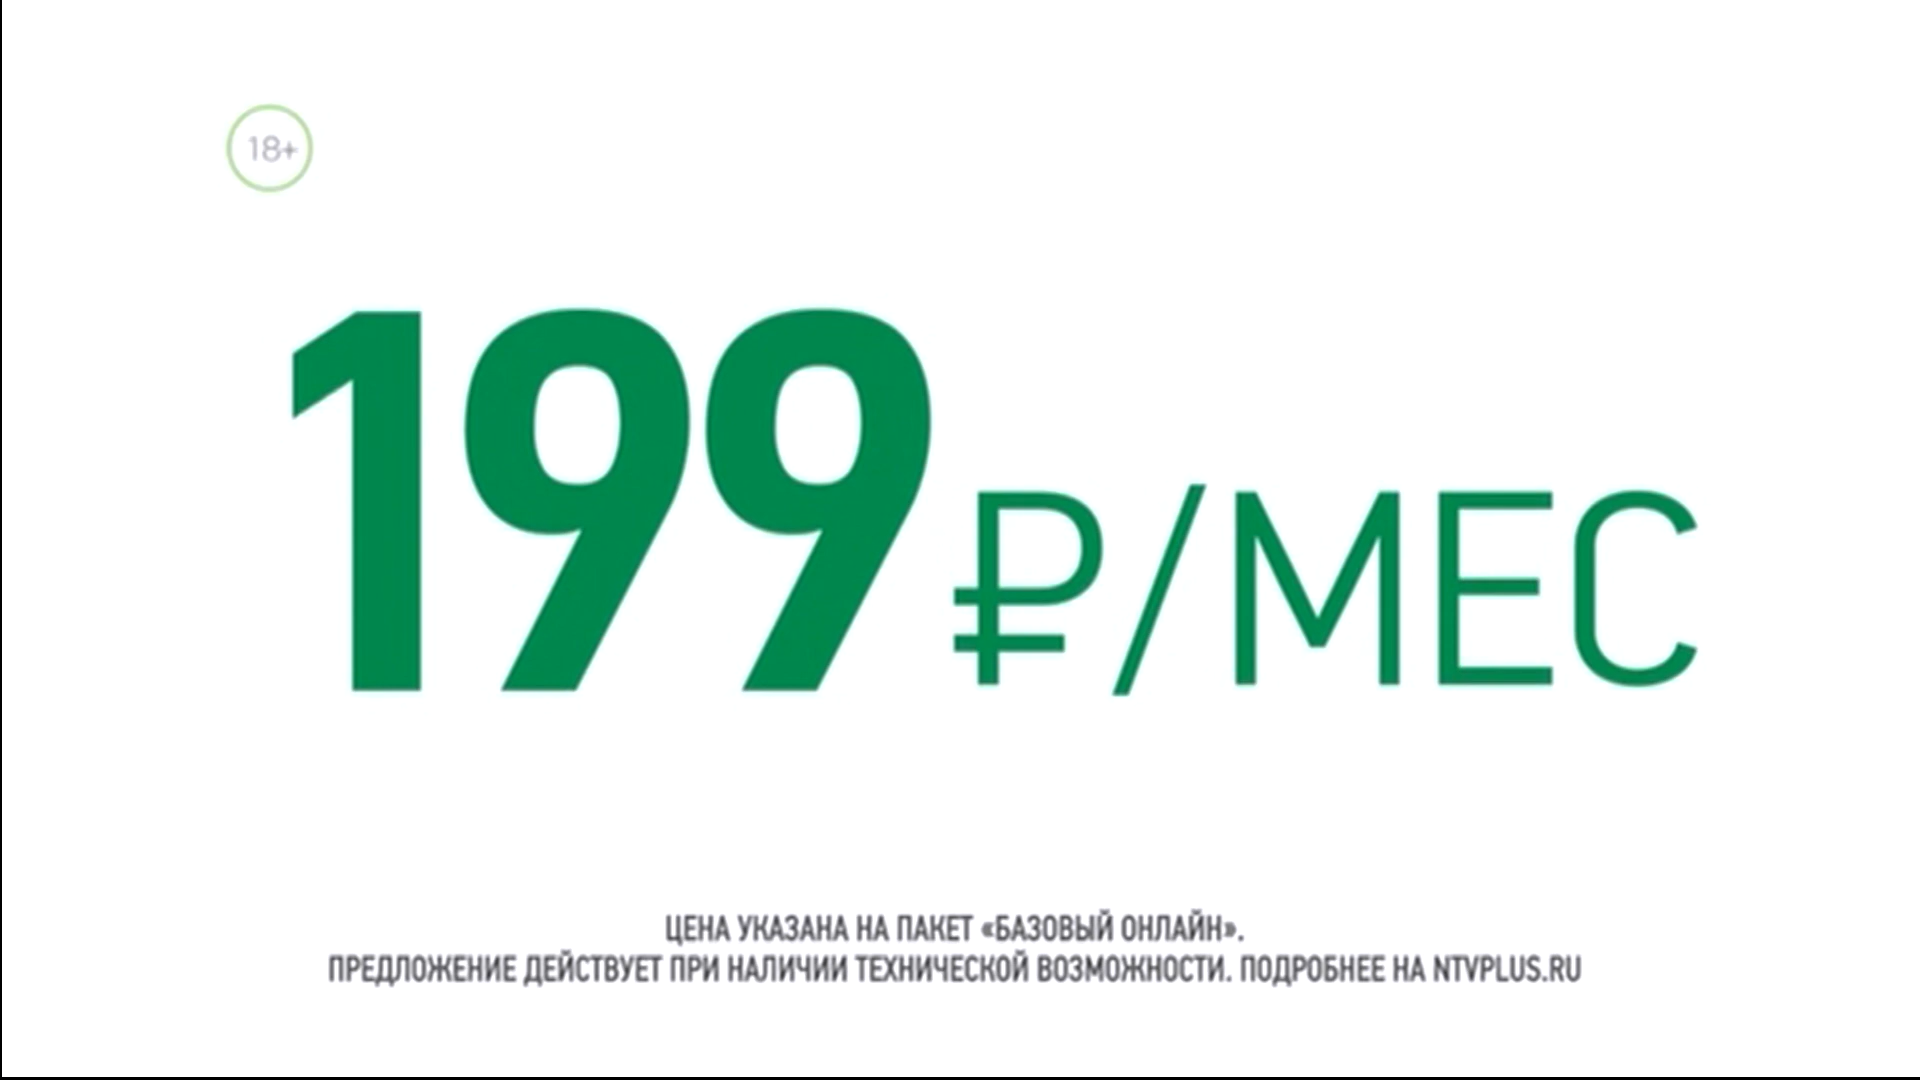 18+
199 ₽/МЕС
ЦЕНА УКАЗАНА НА ПАКЕТ «БАЗОВЫЙ ОНЛАЙН».
ПРЕДЛОЖЕНИЕ ДЕЙСТВУЕТ ПРИ НАЛИЧИИ ТЕХНИЧЕСКОЙ ВОЗМОЖНОСТИ. ПОДРОБНЕЕ НА NTVPLUS.RU